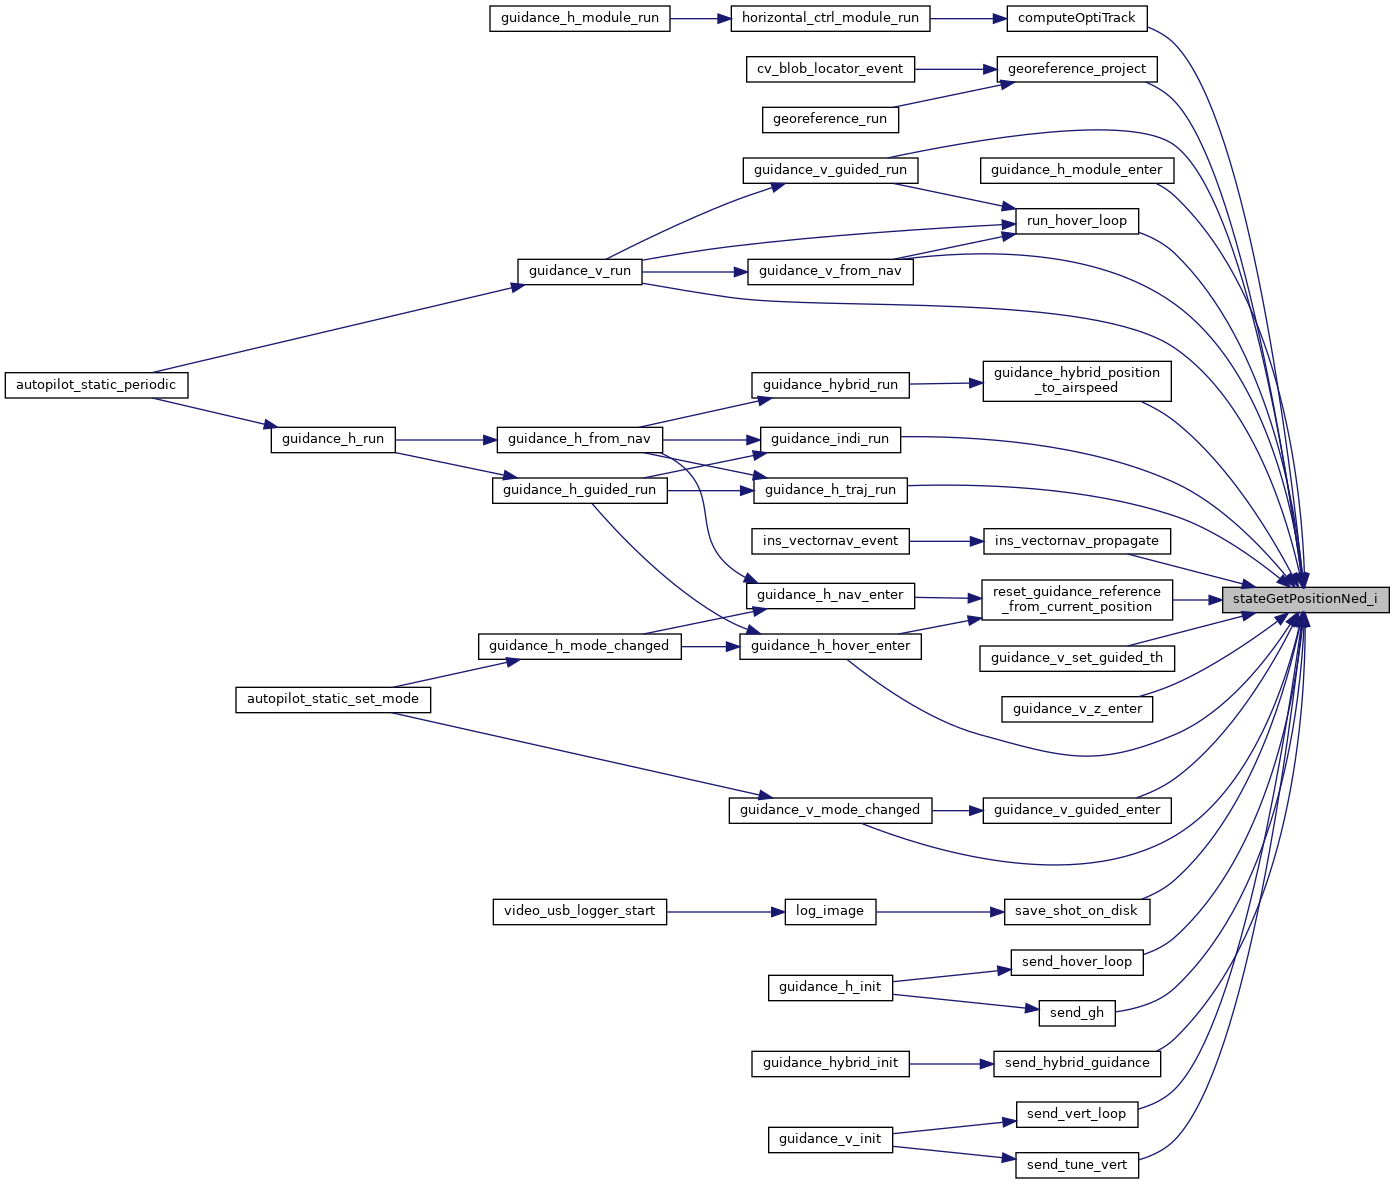 guidance_h_module_run
horizontal_ctrl_module_run
computeOptiTrack
cv_blob_locator_event
georeference_project
georeference_run
guidance_v_guided_run
guidance_h_module_enter
run_hover_loop
guidance_v_run
guidance_v_from_nav
autopilot_static_periodic
guidance_hybrid_run
guidance_hybrid_position
_to_airspeed
guidance_h_run
guidance_h_from_nav
guidance_indi_run
guidance_h_guided_run
guidance_h_traj_run
ins_vectornav_event
ins_vectornav_propagate
guidance_h_nav_enter
reset_guidance_reference
_from_current_position
stateGetPositionNed_i
guidance_h_mode_changed
guidance_h_hover_enter
guidance_v_set_guided_th
autopilot_static_set_mode
guidance_v_z_enter
guidance_v_mode_changed
guidance_v_guided_enter
video_usb_logger_start
log_image
save_shot_on_disk
send_hover_loop
guidance_h_init
send_gh
guidance_hybrid_init
send_hybrid_guidance
send_vert_loop
guidance_v_init
send_tune_vert